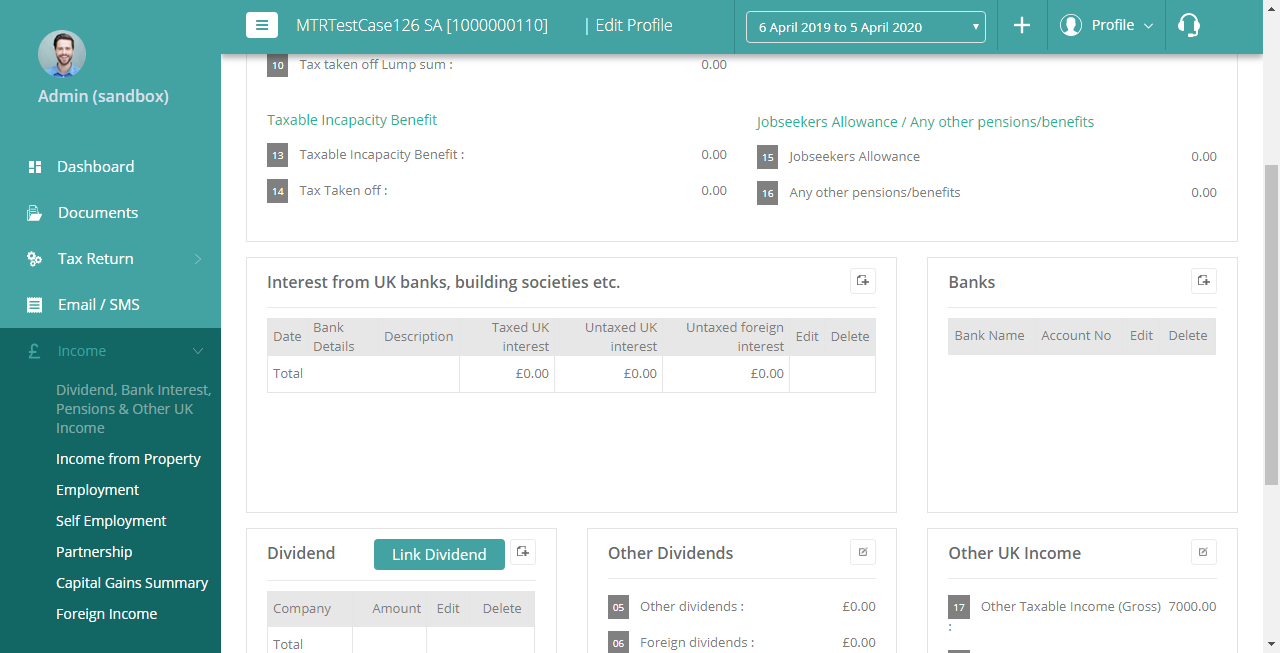 MTRTestCase126 SA [1000000110]
| Edit Profile
6 April 2019 to 5 April 2020
Profile
Admin (sandbox)
Dashboard
Documents
Tax Return
Email / SMS
£ Income
Dividend, Bank Interest,
Pensions & Other UK
Income
Income from Property
Employment
Self Employment
Partnership
Capital Gains Summary
Foreign Income
10 Tax taken off Lump sum : 0.00
Taxable Incapacity Benefit
13 Taxable Incapacity Benefit : 0.00
14 Tax Taken off : 0.00
Jobseekers Allowance / Any other pensions/benefits
15 Jobseekers Allowance 0.00
16 Any other pensions/benefits 0.00
Interest from UK banks, building societies etc.
Date Bank Details Description Taxed UK interest Untaxed UK interest Untaxed foreign interest Edit Delete
Total £0.00 £0.00 £0.00
Banks
Bank Name Account No Edit Delete
Dividend Link Dividend
Company Amount Edit Delete
Total
Other Dividends
05 Other dividends : £0.00
06 Foreign dividends : £0.00
Other UK Income
17 Other Taxable Income (Gross) 7000.00
: